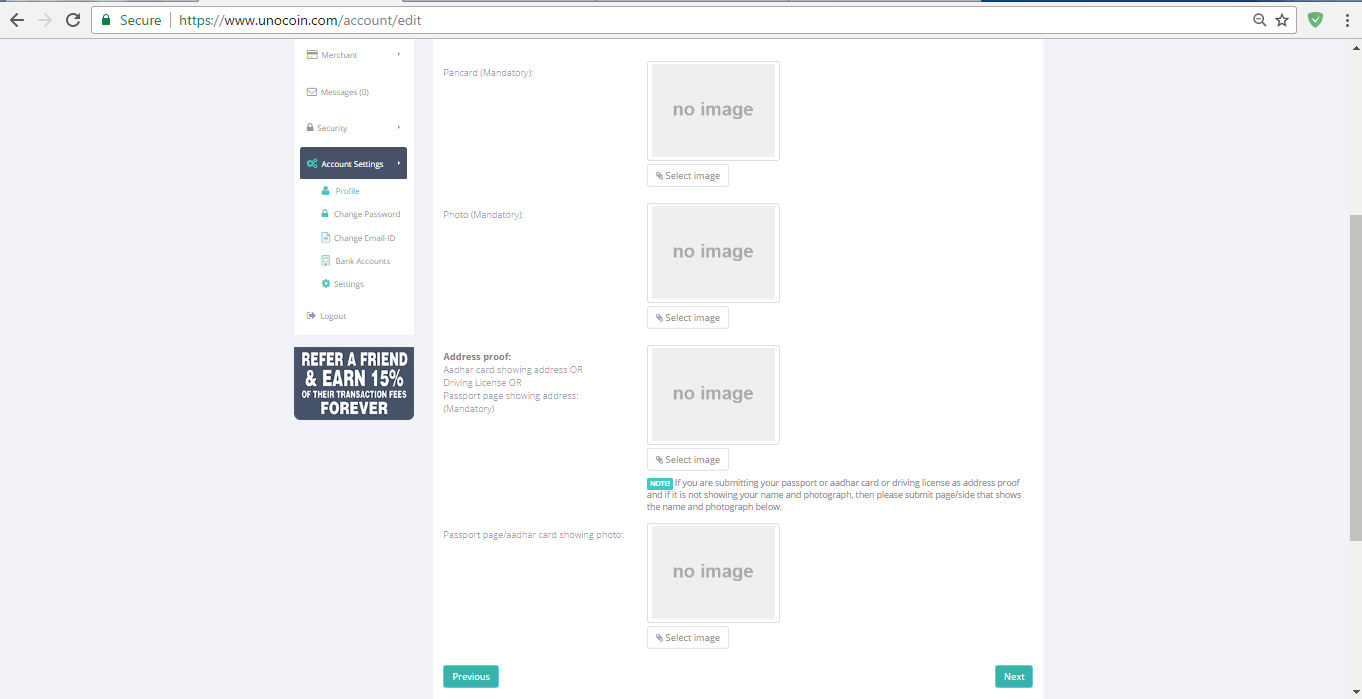 Secure
https://www.unocoin.com/account/edit
Merchant
Messages (0)
Security
Account Settings
Profile
Change Password
Change Email-ID
Bank Accounts
Settings
Logout
REFER A FRIEND
& EARN 15%
OF THEIR TRANSACTION FEES
FOREVER
Pancard (Mandatory):
no image
Select image
Photo (Mandatory):
no image
Select image
Address proof:
Aadhar card showing address OR
Driving License OR
Passport page showing address:
(Mandatory)
no image
Select image
NOTE! If you are submitting your passport or aadhar card or driving license as address proof
and if it is not showing your name and photograph, then please submit page/side that shows
the name and photograph below.
Passport page/aadhar card showing photo:
no image
Select image
Previous
Next